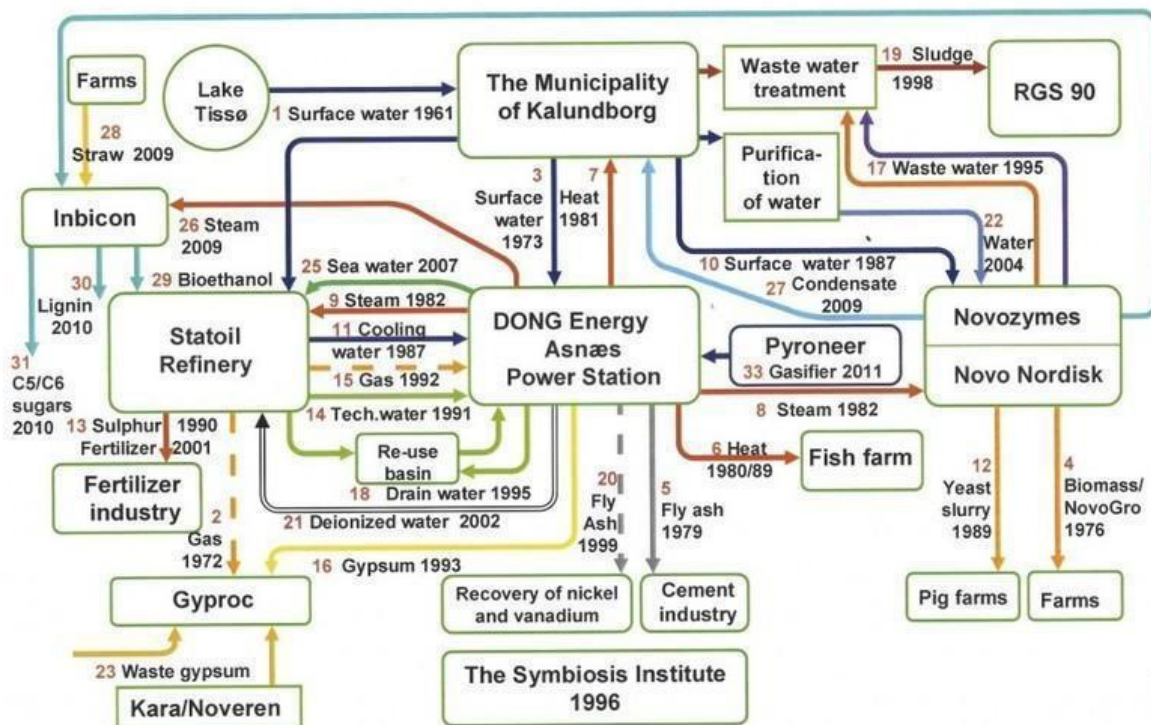 Farms
Lake
Tissø
The Municipality
of Kalundborg
Waste water
treatment
19 Sludge
1998
RGS 90
1 Surface water 1961
28
Straw 2009
Purifica-
tion
of water
17 Waste water 1995
3
Surface
water
1973
7
Heat
1981
Inbicon
26 Steam
2009
22
Water
2004
10 Surface water 1987
27 Condensate
2009
25 Sea water 2007
30
Lignin
2010
29 Bioethanol
9 Steam 1982
Statoil
Refinery
11 Cooling
water 1987
DONG Energy
Asnæs
Power Station
Pyroneer
33 Gasifier 2011
Novozymes
Novo Nordisk
31
C5/C6
sugars
2010
15 Gas 1992
14 Tech.water 1991
8 Steam 1982
13 Sulphur 1990
Fertilizer 2001
Re-use
basin
6 Heat
1980/89
Fish farm
Fertilizer
industry
18 Drain water 1995
21 Deionized water 2002
20
Fly
Ash
1999
5
Fly ash
1979
12
Yeast
slurry
1989
4
Biomass/
NovoGro
1976
2
Gas
1972
16 Gypsum 1993
Gyproc
Recovery of nickel
and vanadium
Cement
industry
Pig farms
Farms
23 Waste gypsum
Kara/Noveren
The Symbiosis Institute
1996